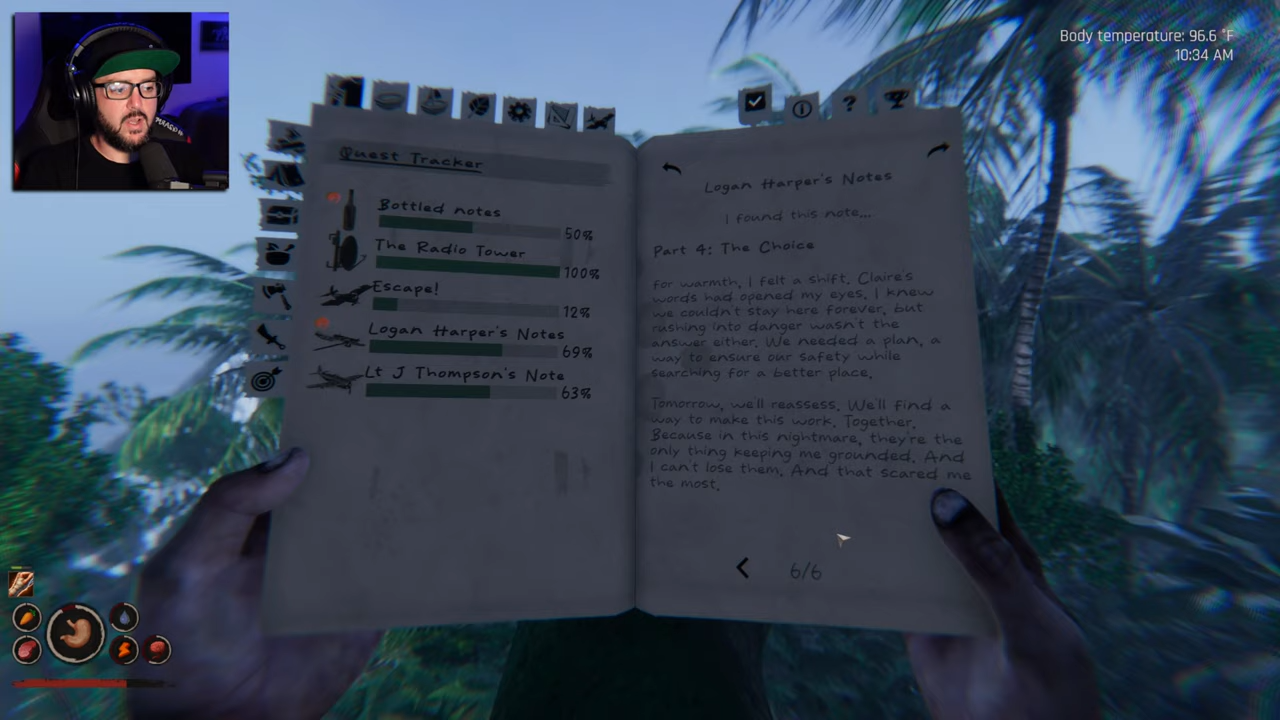 Body temperature: 96.6 °F
10:34 AM
Quest Tracker
Bottled notes
50%
The Radio Tower
100%
Escape!
12%
Logan Harper's Notes
69%
Lt J Thompson's Note
63%
Logan Harper's Notes
I found this note...
Part 4: The Choice
for warmth, I felt a shift. Claire's
words had opened my eyes. I knew
we couldn't stay here forever, but
rushing into danger wasn't the
answer either. We needed a plan, a
way to ensure our safety while
searching for a better place.
Tomorrow, we'll reassess. We'll find a
way to make this work. Together.
Because in this nightmare, they're the
only thing keeping me grounded. And
I can't lose them. And that scared me
the most.
< 6/6